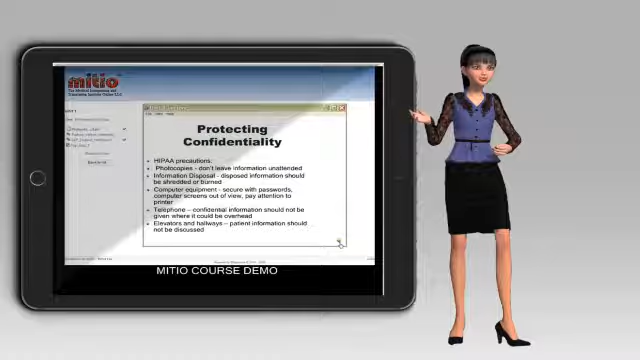 mitio
Protecting
Confidentiality
HIPAA precautions:
Photocopies - don't leave information unattended
Information Disposal - disposed information should
be shredded or burned
Computer equipment - secure with passwords,
computer screens out of view, pay attention to
printer
Telephone – confidential information should not be
given where it could be overhead
Elevators and hallways – patient information should
not be discussed
MITIO COURSE DEMO